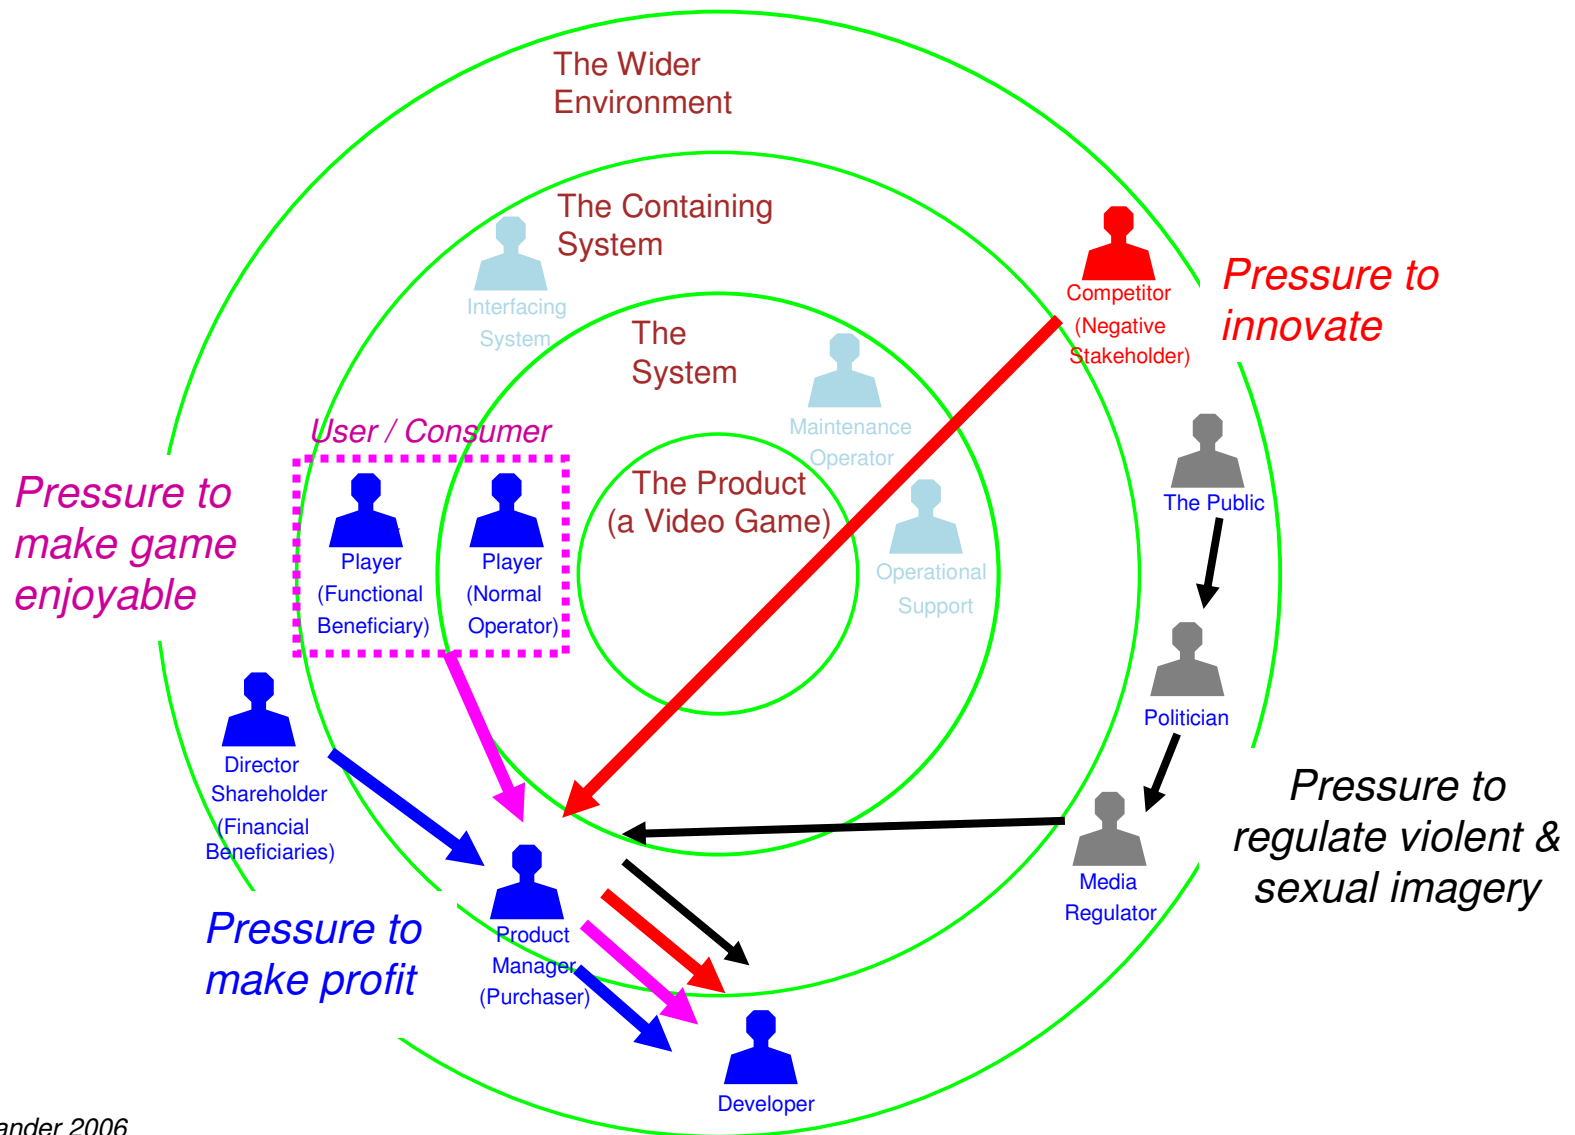 The Wider
Environment
The Containing
System
Interfacing
System
Competitor
(Negative
Stakeholder)
Pressure to
innovate
The
System
Maintenance
Operator
User / Consumer
The Product
(a Video Game)
Pressure to
make game
enjoyable
Player
(Functional
Beneficiary)
Player
(Normal
Operator)
Operational
Support
The Public
Politician
Director
Shareholder
(Financial
Beneficiaries)
Pressure to
regulate violent &
sexual imagery
Media
Regulator
Pressure to
make profit
Product
Manager
(Purchaser)
Developer
2006